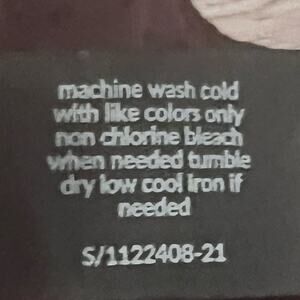 machine wash cold
with like colors only
non chlorine bleach
when needed tumble
dry low cool iron if
needed
S/1122408-21